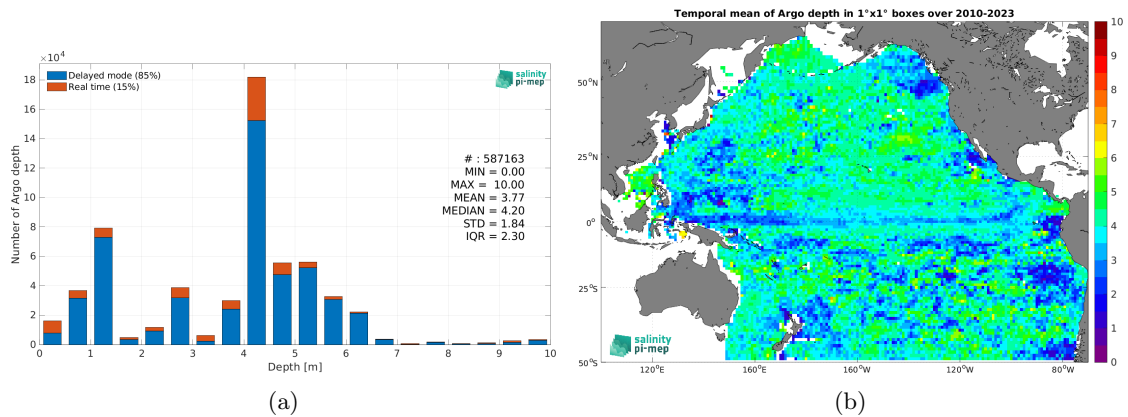 ×10⁴
18
16
14
12
10
8
6
4
2
0
Number of Argo depth
Delayed mode (85%)
Real time (15%)
salinity
pi-mep
# : 587163
MIN = 0.00
MAX = 10.00
MEAN = 3.77
MEDIAN = 4.20
STD = 1.84
IQR = 2.30
0 1 2 3 4 5 6 7 8 9 10
Depth [m]
(a)
Temporal mean of Argo depth in 1°x1° boxes over 2010-2023
50°N
25°N
0°
25°S
50°S
120°E 160°E 160°W 120°W 80°W
salinity
pi-mep
10
9
8
7
6
5
4
3
2
1
0
(b)